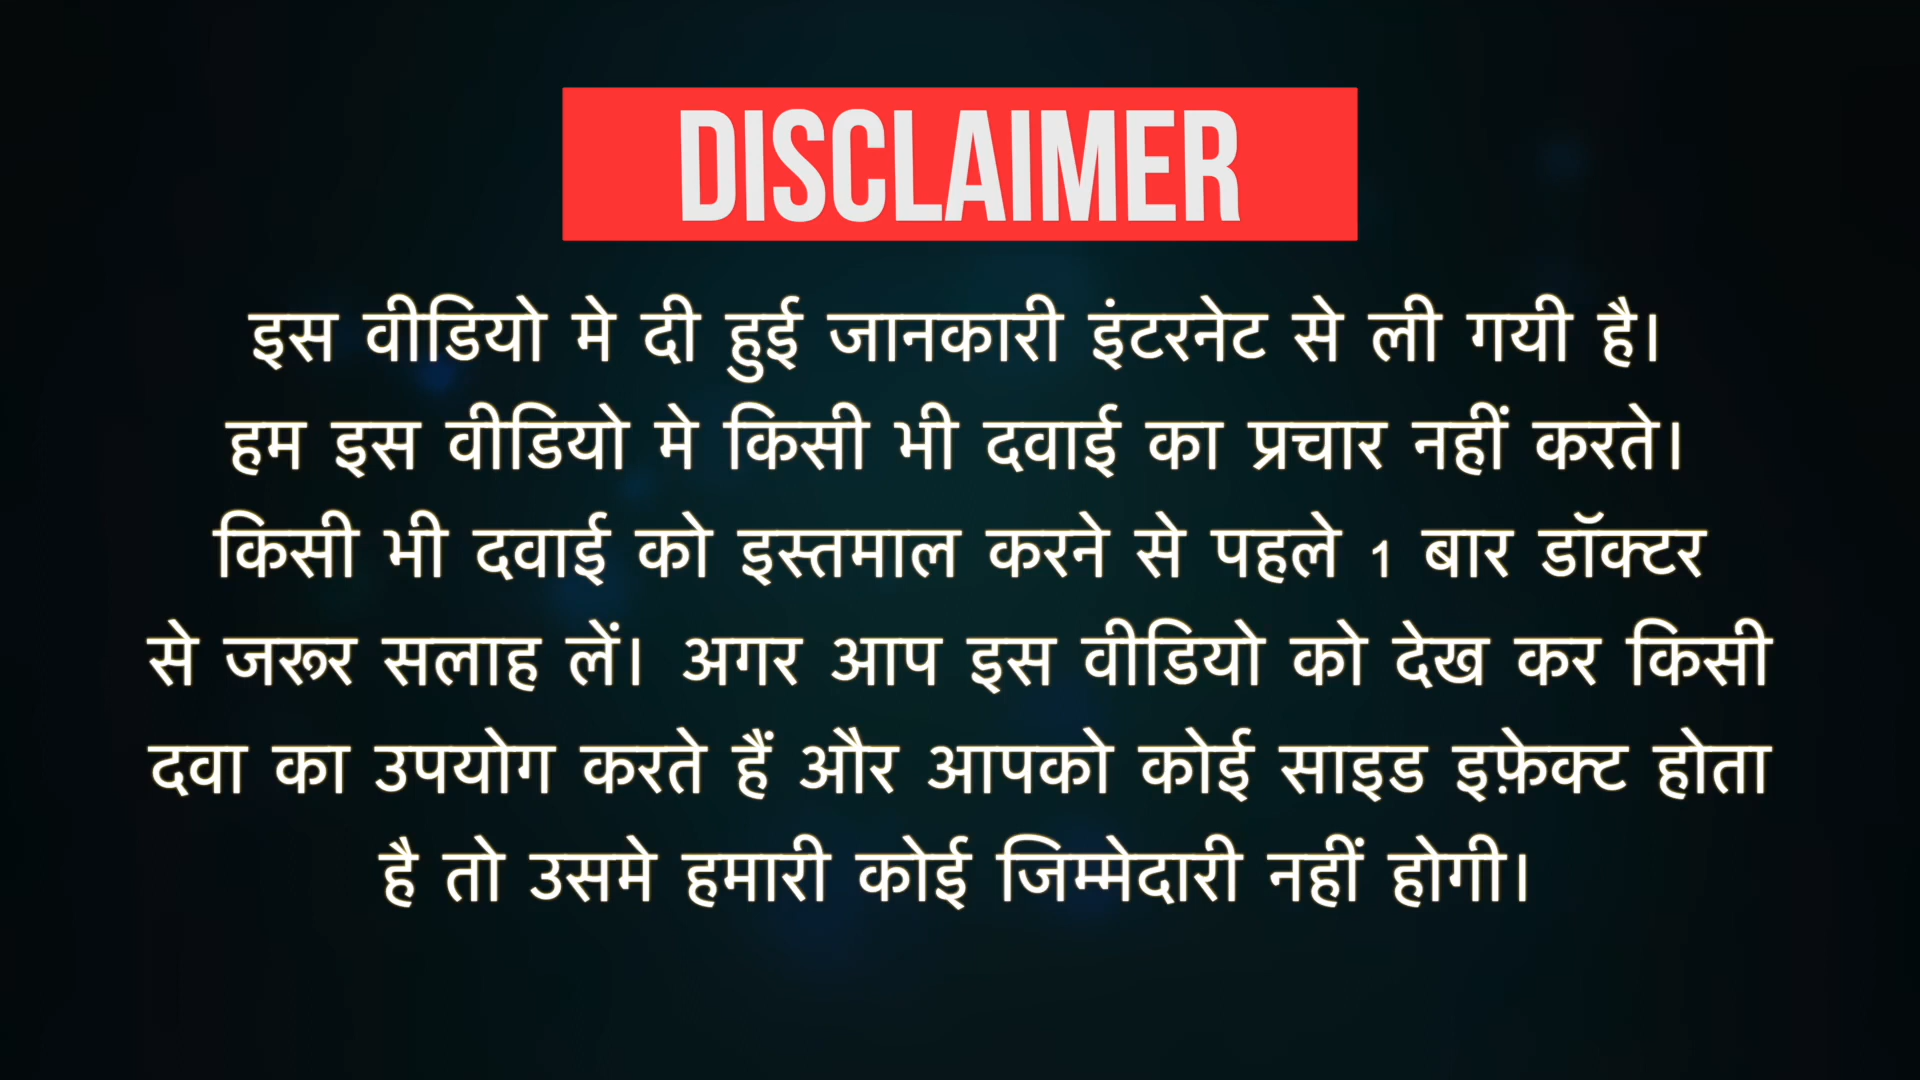 DISCLAIMER
इस वीडियो मे दी हुई जानकारी इंटरनेट से ली गयी है।
हम इस वीडियो मे किसी भी दवाई का प्रचार नहीं करते।
किसी भी दवाई को इस्तमाल करने से पहले 1 बार डॉक्टर
से जरूर सलाह लें। अगर आप इस वीडियो को देख कर किसी
दवा का उपयोग करते हैं और आपको कोई साइड इफ़ेक्ट होता
है तो उसमे हमारी कोई जिम्मेदारी नहीं होगी।